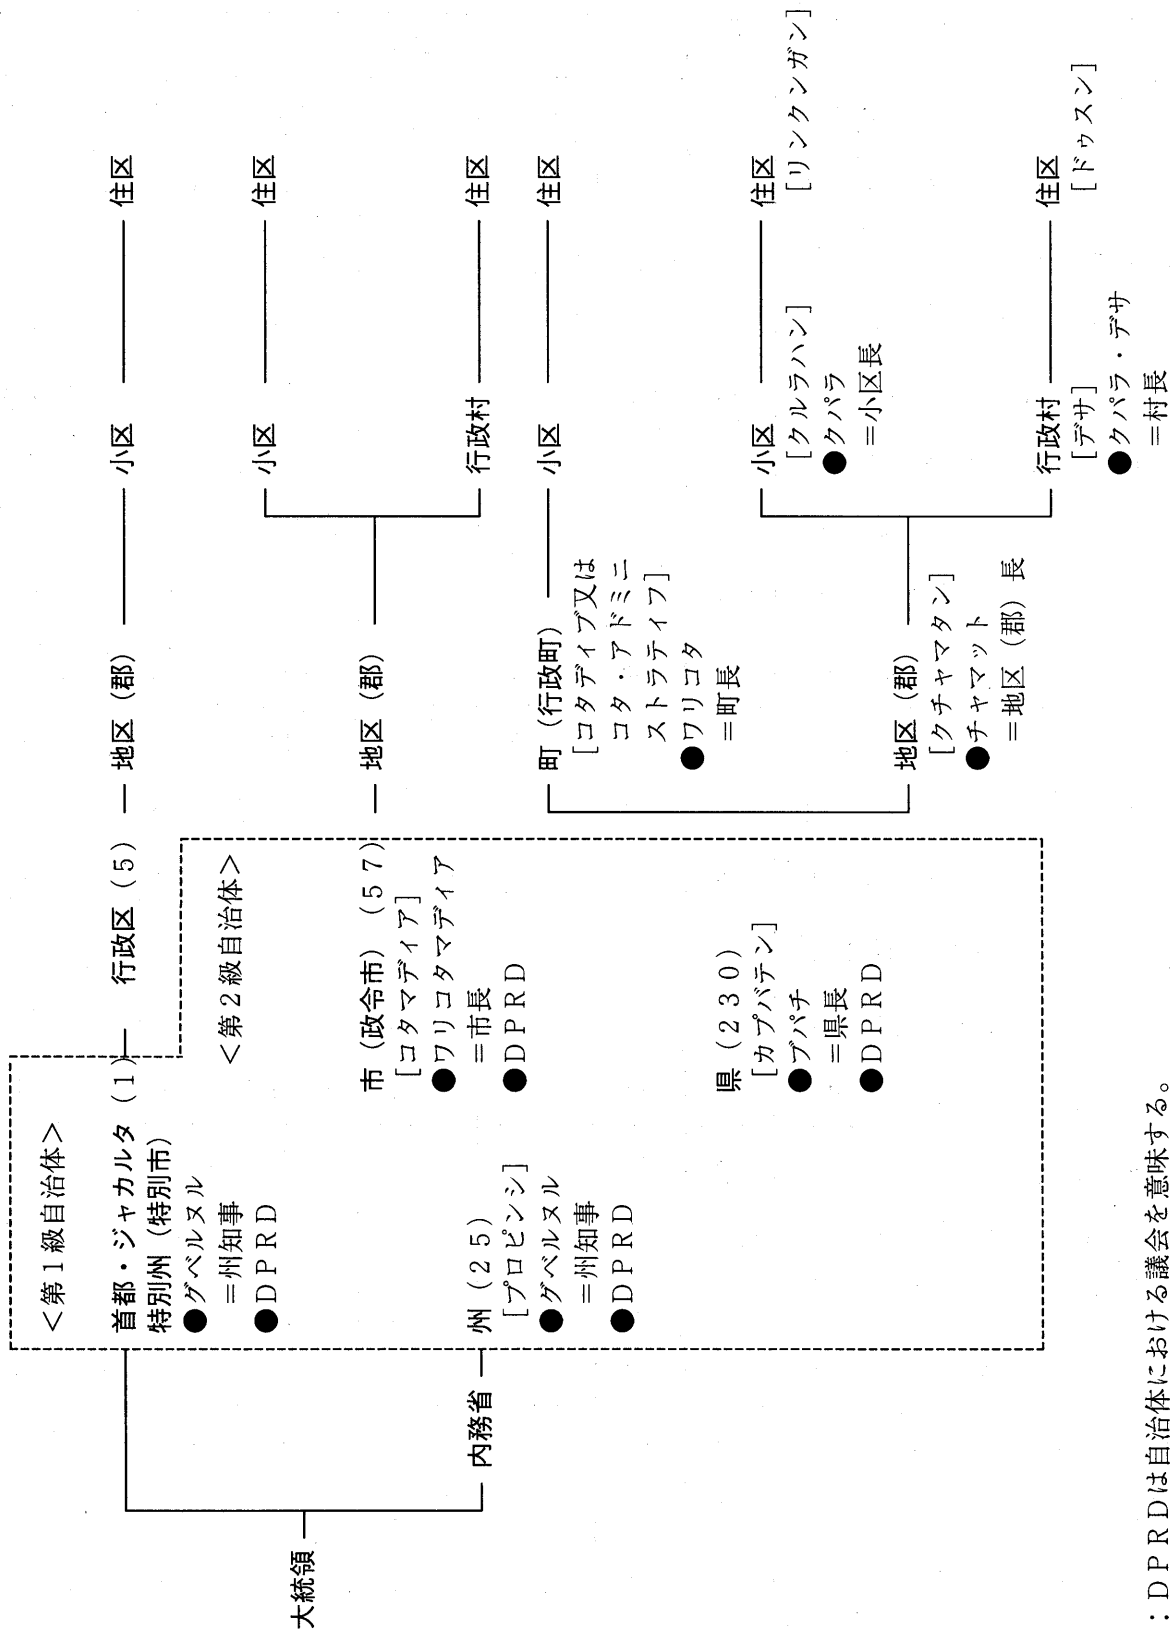 大統領
内務省
<第1級自治体>
首都・ジャカルタ (1)
特別州 (特別市)
●グベルヌル
＝州知事
●DPRD
州 (25)
[プロピンシ]
●グベルヌル
＝州知事
●DPRD
<第2級自治体>
市 (政令市) (57)
[コタマディア]
●ワリコタマディア
＝市長
●DPRD
県 (230)
[カブパテン]
●ブパチ
＝県長
●DPRD
行政区 (5)
地区 (郡)
小区
住区
地区 (郡)
小区
住区
行政村
住区
町 (行政町)
[コタティブ又は
コタ・アドミニ
ストラティフ]
●ワリコタ
＝町長
小区
住区
地区 (郡)
[クチャマタン]
●チャマット
＝地区 (郡) 長
小区
[クルラハン]
●クパラ
＝小区長
住区
[リンクンガン]
行政村
[デサ]
●クパラ・デサ
＝村長
住区
[ドゥスン]
：DPRDは自治体における議会を意味する。